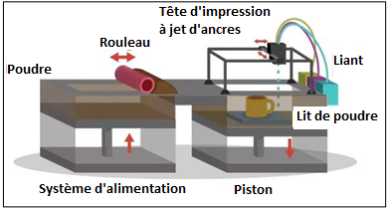 Tête d'impression
à jet d'ancres
Rouleau
Poudre
Liant
Lit de poudre
Système d'alimentation
Piston